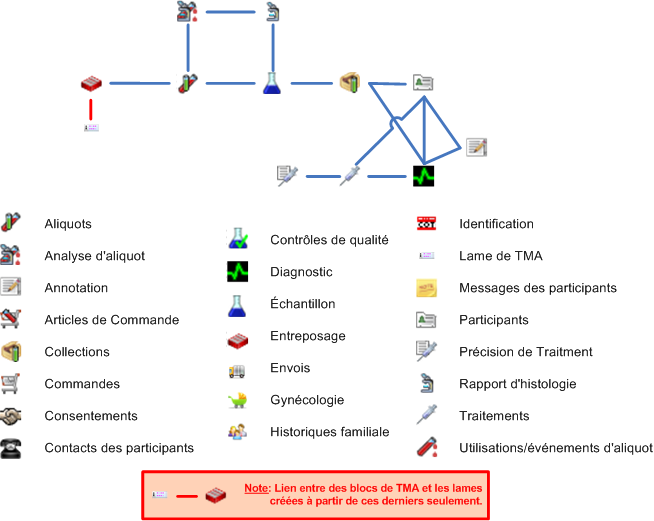 Aliquots
Analyse d'aliquot
Annotation
Articles de Commande
Collections
Commandes
Consentements
Contacts des participants
Contrôles de qualité
Diagnostic
Échantillon
Entreposage
Envois
Gynécologie
Historiques familiale
Identification
Lame de TMA
Messages des participants
NOTE
Participants
Précision de Traitment
Rapport d'histologie
Traitements
Utilisations/événements d'aliquot
Note: Lien entre des blocs de TMA et les lames
créées à partir de ces derniers seulement.